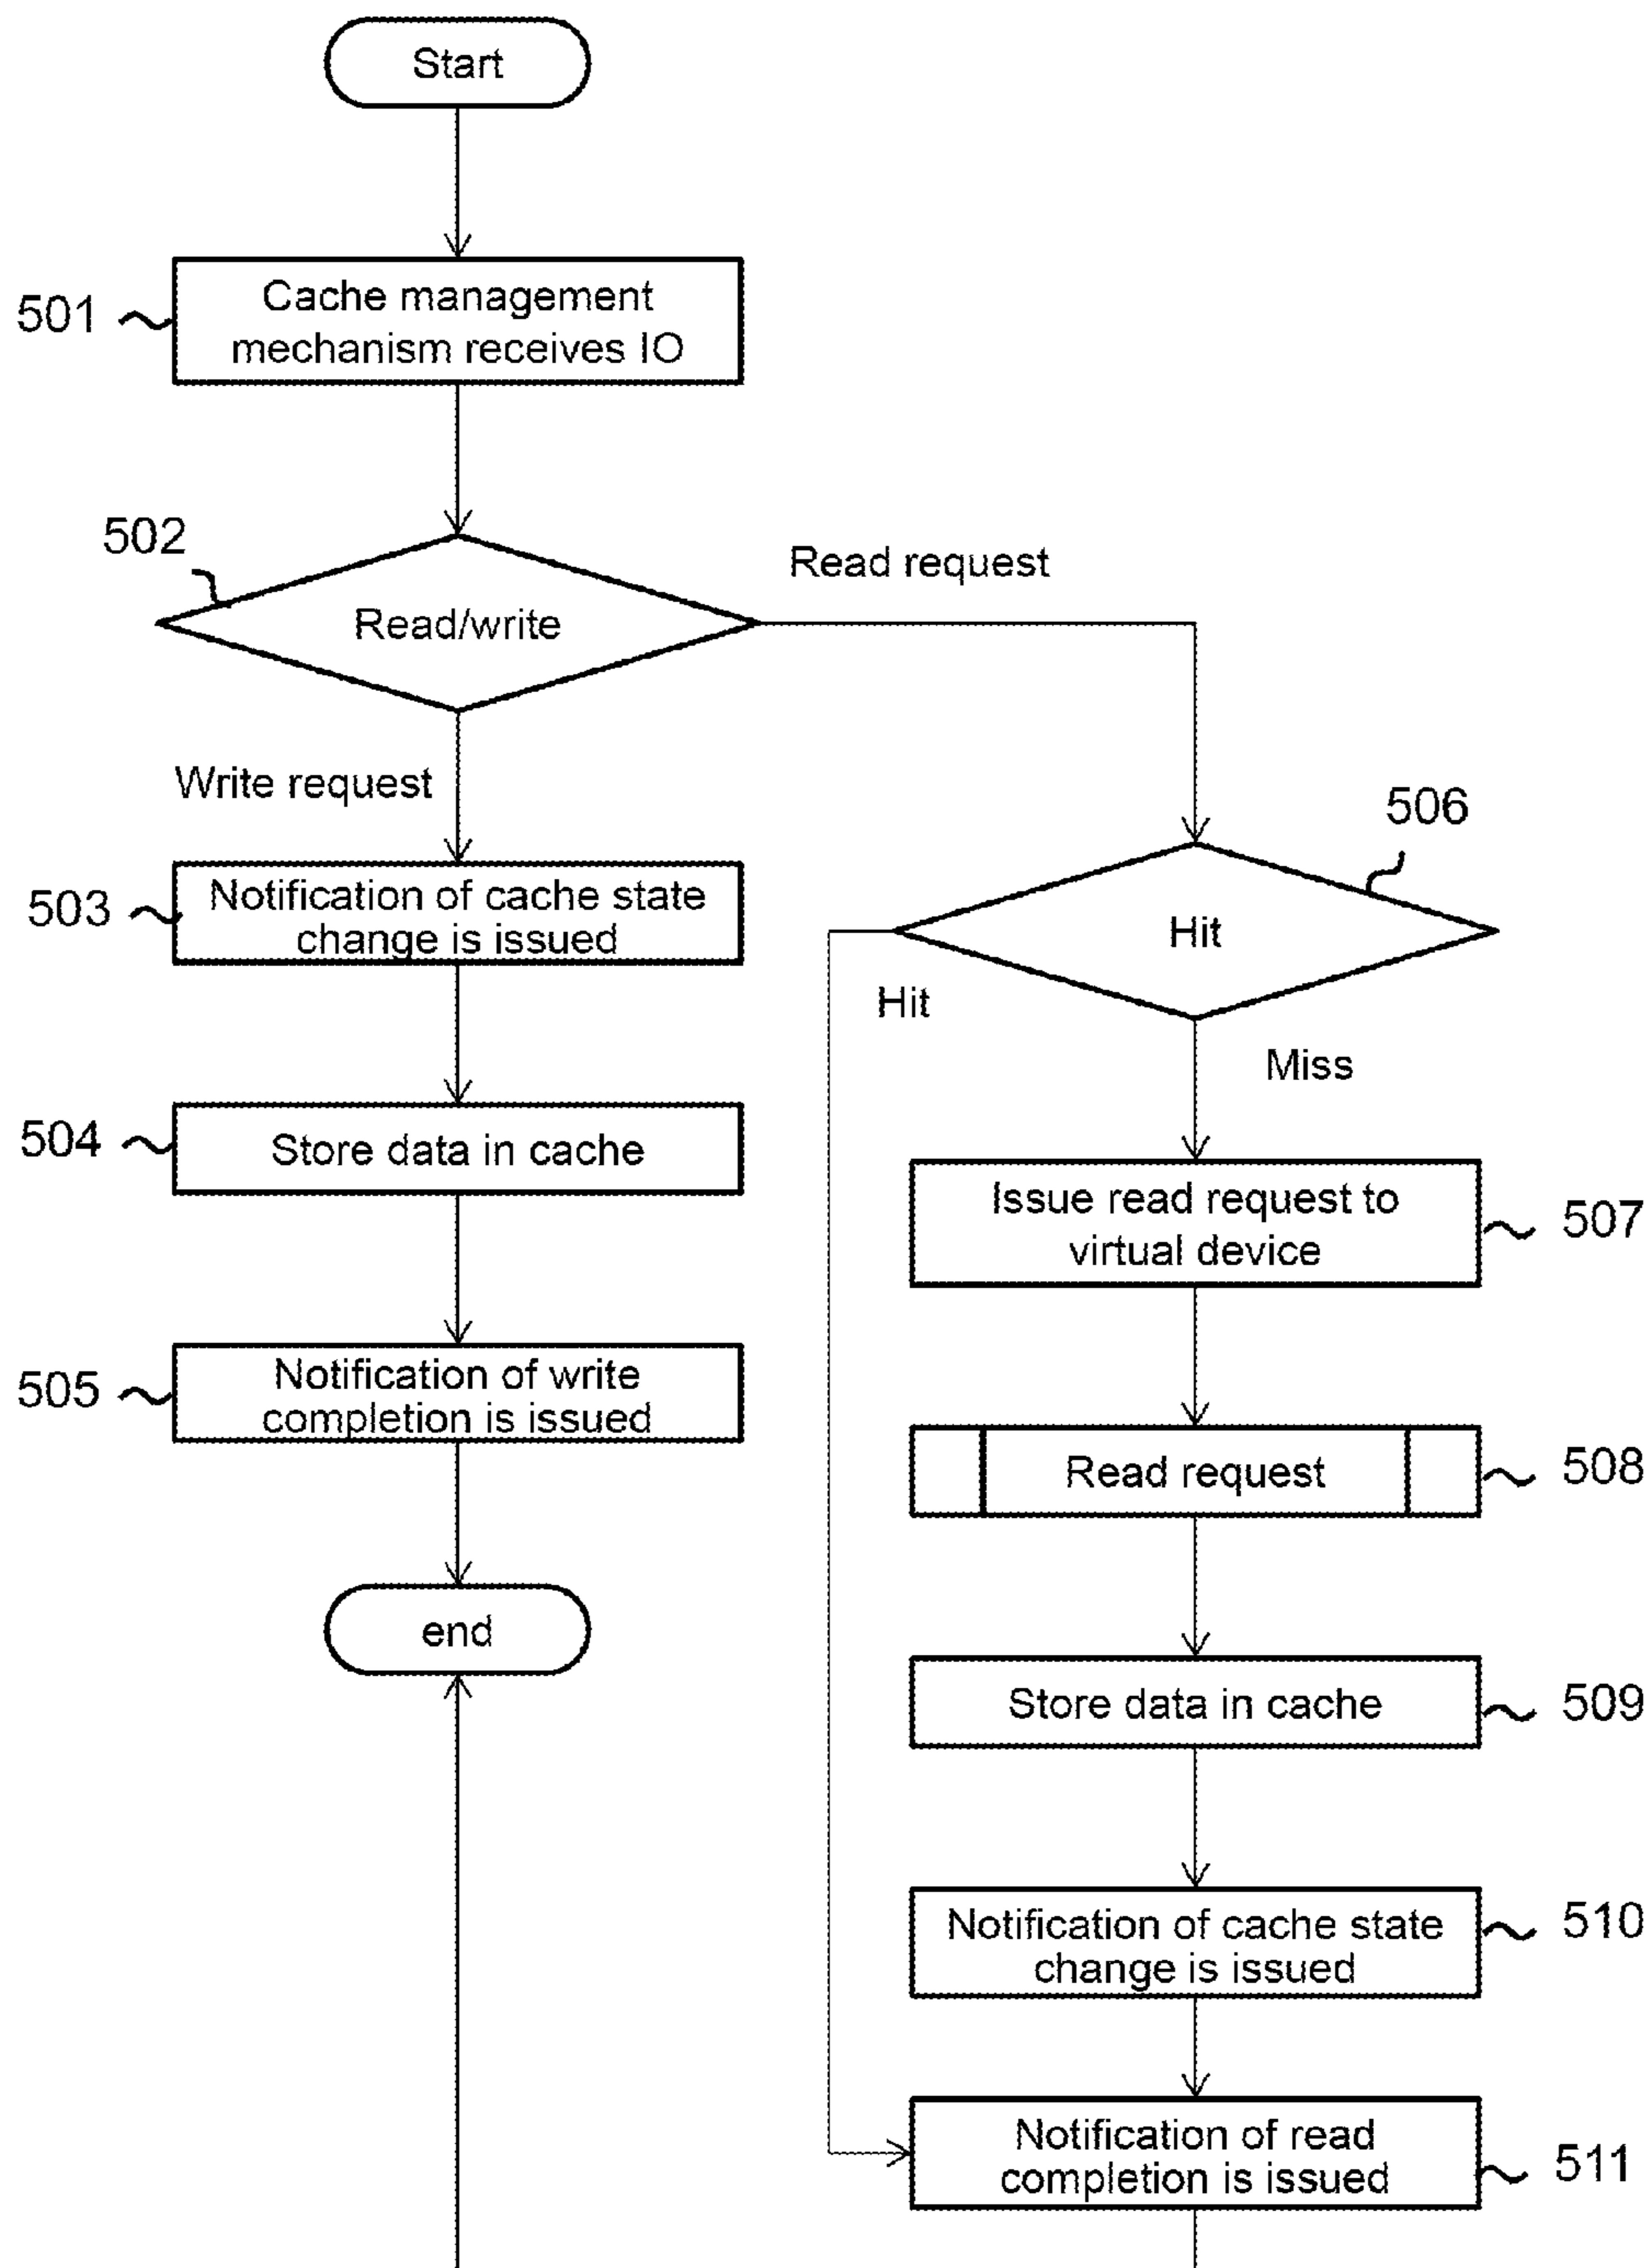 Start
501
Cache management
mechanism receives IO
502
Read/write
Read request
Write request
503
Notification of cache state
change is issued
504
Store data in cache
505
Notification of write
completion is issued
end
506
Hit
Hit
Miss
Issue read request to
virtual device
507
Read request
508
Store data in cache
509
Notification of cache state
change is issued
510
Notification of read
completion is issued
511